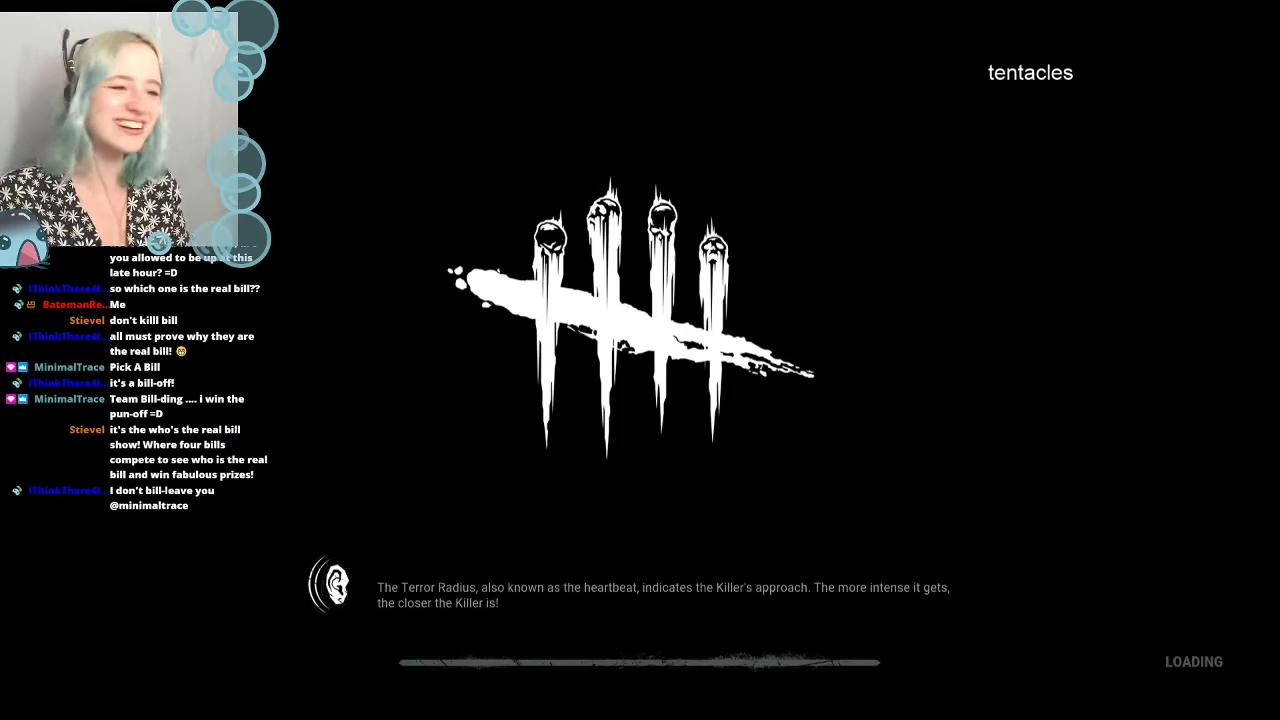 tentacles
you allowed to be up at this
late hour? =D
IThinkThere4I... so which one is the real bill??
BatemanRe... Me
Stievel don't killl bill
IThinkThere4I... all must prove why they are
the real bill! 😁
MinimalTrace Pick A Bill
IThinkThere4I... it's a bill-off!
MinimalTrace Team Bill-ding .... i win the
pun-off =D
Stievel it's the who's the real bill
show! Where four bills
compete to see who is the real
bill and win fabulous prizes!
IThinkThere4I... I don't bill-leave you
@minimaltrace
The Terror Radius, also known as the heartbeat, indicates the Killer's approach. The more intense it gets,
the closer the Killer is!
LOADING